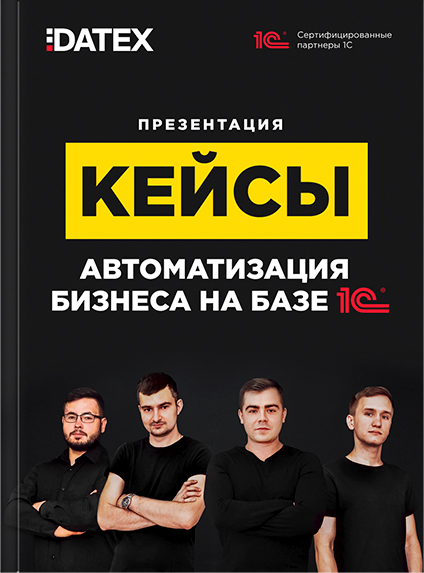 DATEX
1С Сертифицированные
партнеры 1С
ПРЕЗЕНТАЦИЯ
КЕЙСЫ
АВТОМАТИЗАЦИЯ
БИЗНЕСА НА БАЗЕ 1С